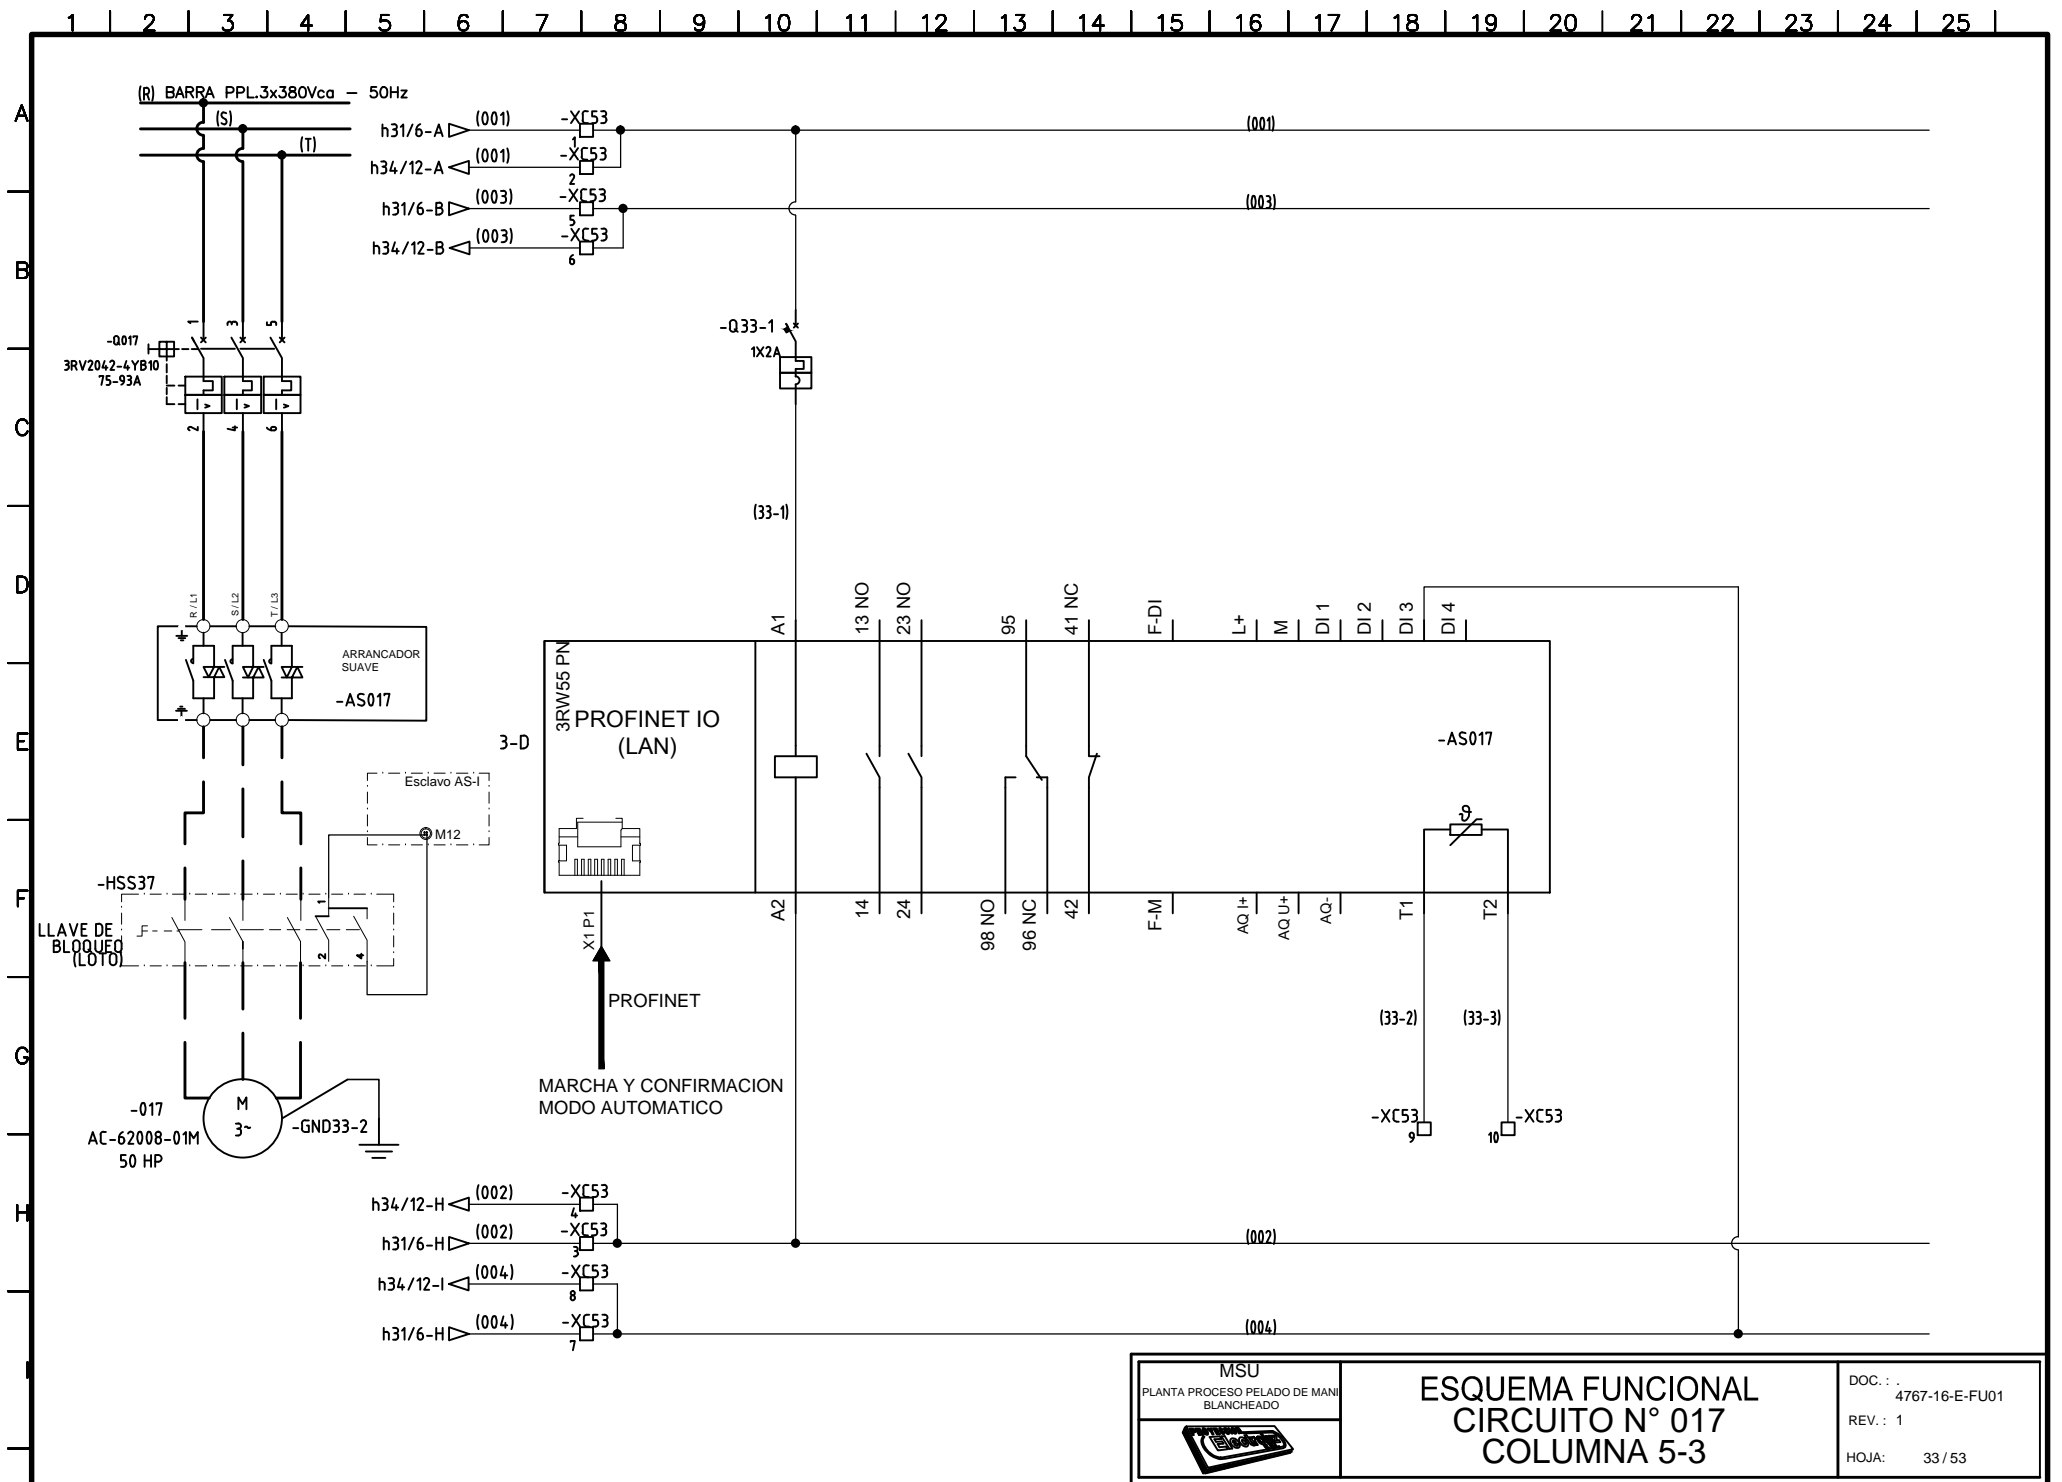 1 2 3 4 5 6 7 8 9 10 11 12 13 14 15 16 17 18 19 20 21 22 23 24 25
A
B
C
D
E
F
G
H
I
(R) BARRA PPL.3x380Vca - 50Hz
(S)
(T)
h31/6-A (001) -XC53 1 (001)
h34/12-A (001) -XC53 2
h31/6-B (003) -XC53 5 (003)
h34/12-B (003) -XC53 6
1 3 5
-Q017
3RV2042-4YB10
75-93A
I> I> I>
2 4 6
-Q33-1
1X2A
(33-1)
R / L1 S / L2 T / L3
ARRANCADOR
SUAVE
-AS017
A1 13 NO 23 NO 95 41 NC F-DI L+ M DI 1 DI 2 DI 3 DI 4
3-D
3RW55 PN
PROFINET IO
(LAN)
-AS017
ϑ
Esclavo AS-I
M12
A2 14 24 98 NO 96 NC 42 F-M AQ I+ AQ U+ AQ- T1 T2
-HSS37
LLAVE DE
BLOQUEO
(LOTO)
1
2 4
X1 P1
PROFINET
MARCHA Y CONFIRMACION
MODO AUTOMATICO
(33-2) (33-3)
-XC53 9
-XC53 10
M
3~
-017
AC-62008-01M
50 HP
-GND33-2
h34/12-H (002) -XC53 4
h31/6-H (002) -XC53 3 (002)
h34/12-I (004) -XC53 8
h31/6-H (004) -XC53 7 (004)
MSU
PLANTA PROCESO PELADO DE MANI
BLANCHEADO
ESQUEMA FUNCIONAL
CIRCUITO N° 017
COLUMNA 5-3
DOC. : .
4767-16-E-FU01
REV. : 1
HOJA: 33 / 53